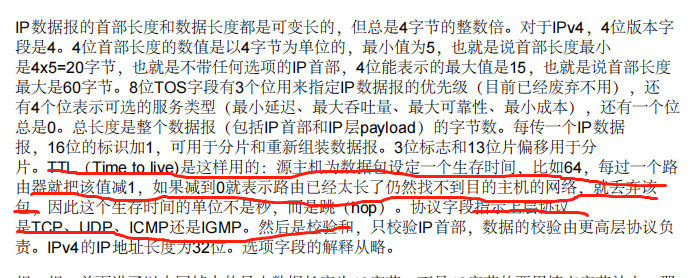 IP数据报的首部长度和数据长度都是可变长的，但总是4字节的整数倍。对于IPv4，4位版本字
段是4。4位首部长度的数值是以4字节为单位的，最小值为5，也就是说首部长度最小
是4x5=20字节，也就是不带任何选项的IP首部，4位能表示的最大值是15，也就是说首部长度
最大是60字节。8位TOS字段有3个位用来指定IP数据报的优先级（目前已经废弃不用），还
有4个位表示可选的服务类型（最小延迟、最大吞吐量、最大可靠性、最小成本），还有一个位
总是0。总长度是整个数据报（包括IP首部和IP层payload）的字节数。每传一个IP数据
报，16位的标识加1，可用于分片和重新组装数据报。3位标志和13位片偏移用于分
片。TTL（Time to live)是这样用的：源主机为数据包设定一个生存时间，比如64，每过一个路
由器就把该值减1，如果减到0就表示路由已经太长了仍然找不到目的主机的网络，就丢弃该
包，因此这个生存时间的单位不是秒，而是跳（hop）。协议字段指示上层协议
是TCP、UDP、ICMP还是IGMP。然后是校验和，只校验IP首部，数据的校验由更高层协议负
责。IPv4的IP地址长度为32位。选项字段的解释从略。